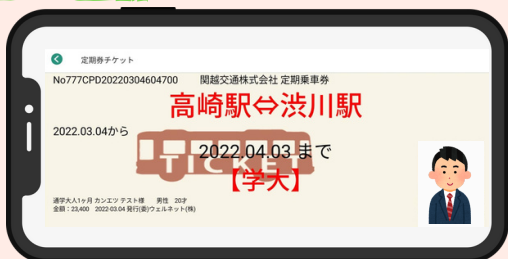 定期券チケット
No777CPD20220304604700 関越交通株式会社 定期乗車券
高崎駅⇔渋川駅
2022.03.04から
2022.04.03 まで
TICKET
【学大】
通学大人1ヶ月 カンエツ テスト様 男性 20才
金額：23,400 2022-03-04 発行(委)ウェルネット(株)